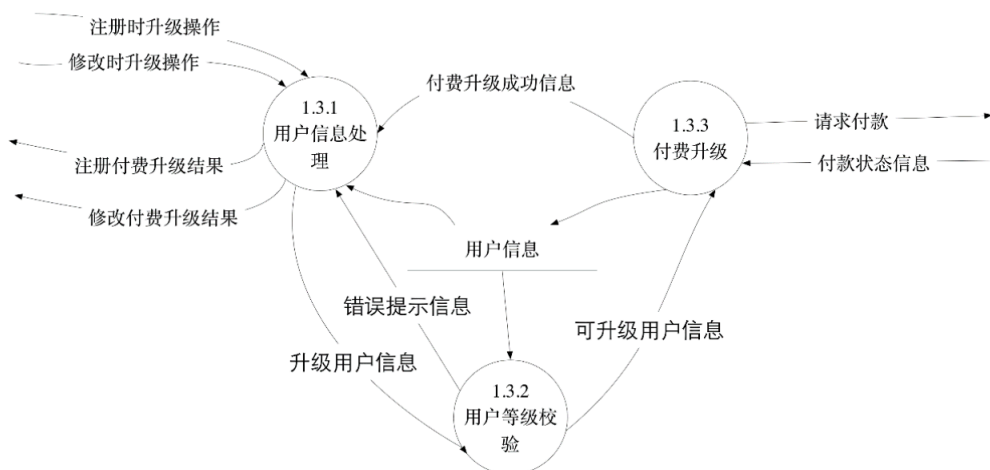 注册时升级操作
修改时升级操作
付费升级成功信息
1.3.1
用户信息处
理
1.3.3
付费升级
请求付款
付款状态信息
注册付费升级结果
修改付费升级结果
用户信息
错误提示信息
可升级用户信息
升级用户信息
1.3.2
用户等级校
验